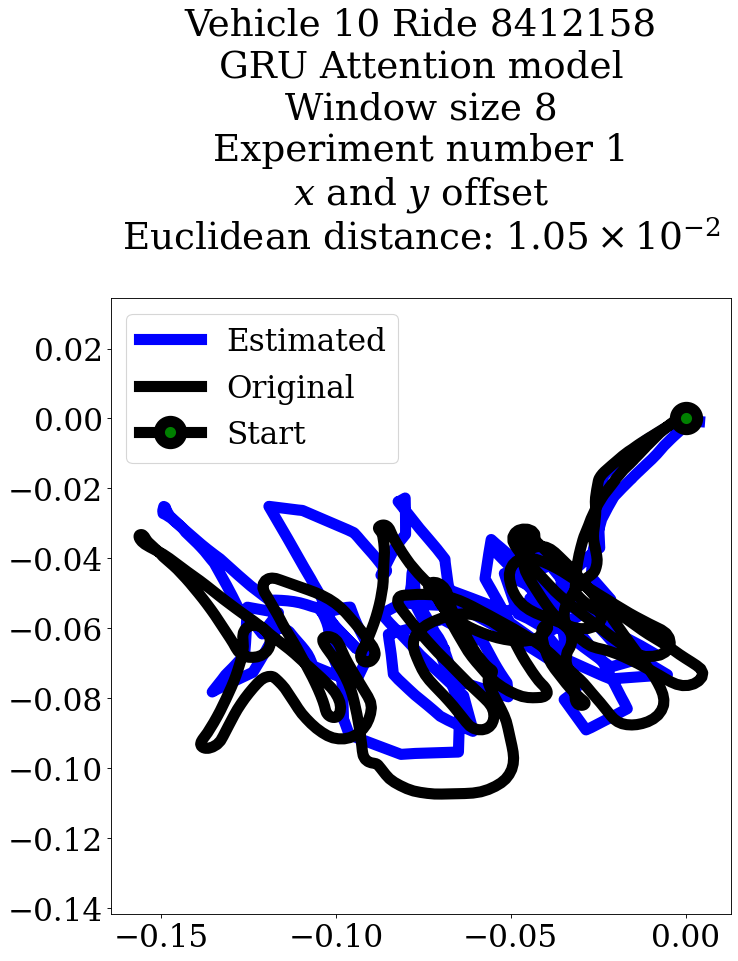 Vehicle 10 Ride 8412158
GRU Attention model
Window size 8
Experiment number 1
x and y offset
Euclidean distance: 1.05 × 10⁻²
Estimated
Original
Start
0.02
0.00
−0.02
−0.04
−0.06
−0.08
−0.10
−0.12
−0.14
−0.15 −0.10 −0.05 0.00